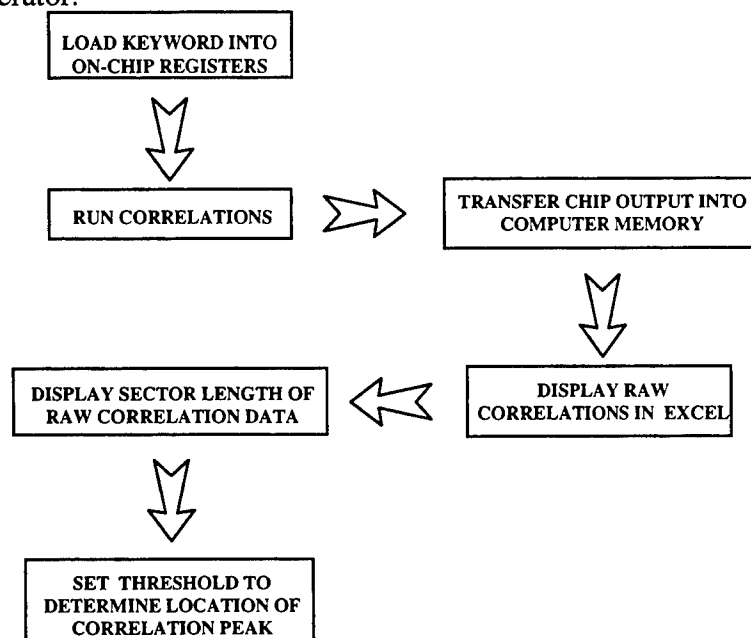 LOAD KEYWORD INTO
ON-CHIP REGISTERS
RUN CORRELATIONS
TRANSFER CHIP OUTPUT INTO
COMPUTER MEMORY
DISPLAY RAW
CORRELATIONS IN EXCEL
DISPLAY SECTOR LENGTH OF
RAW CORRELATION DATA
SET THRESHOLD TO
DETERMINE LOCATION OF
CORRELATION PEAK